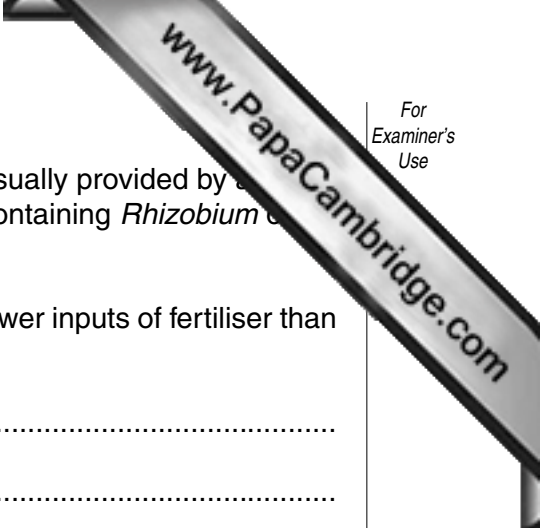 www.PapaCambridge.com
For
Examiner's
Use
sually provided by
ontaining Rhizobium
wer inputs of fertiliser than
........................................
........................................